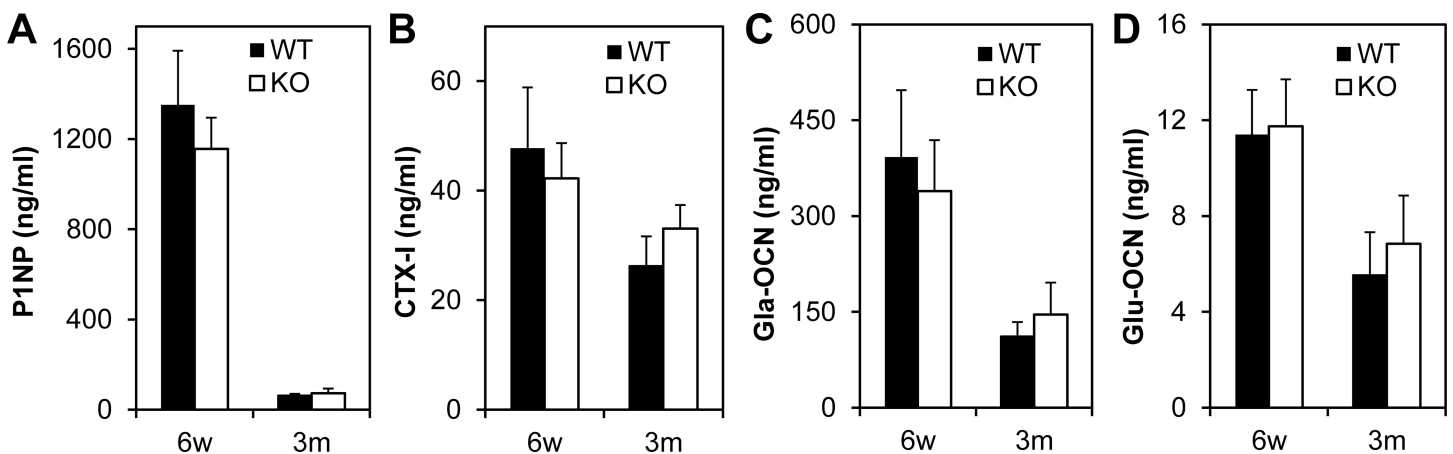 A
P1NP (ng/ml)
1600
1200
800
400
0
WT
KO
6w
3m
B
CTX-I (ng/ml)
60
40
20
0
WT
KO
6w
3m
C
Gla-OCN (ng/ml)
600
450
300
150
0
WT
KO
6w
3m
D
Glu-OCN (ng/ml)
16
12
8
4
0
WT
KO
6w
3m